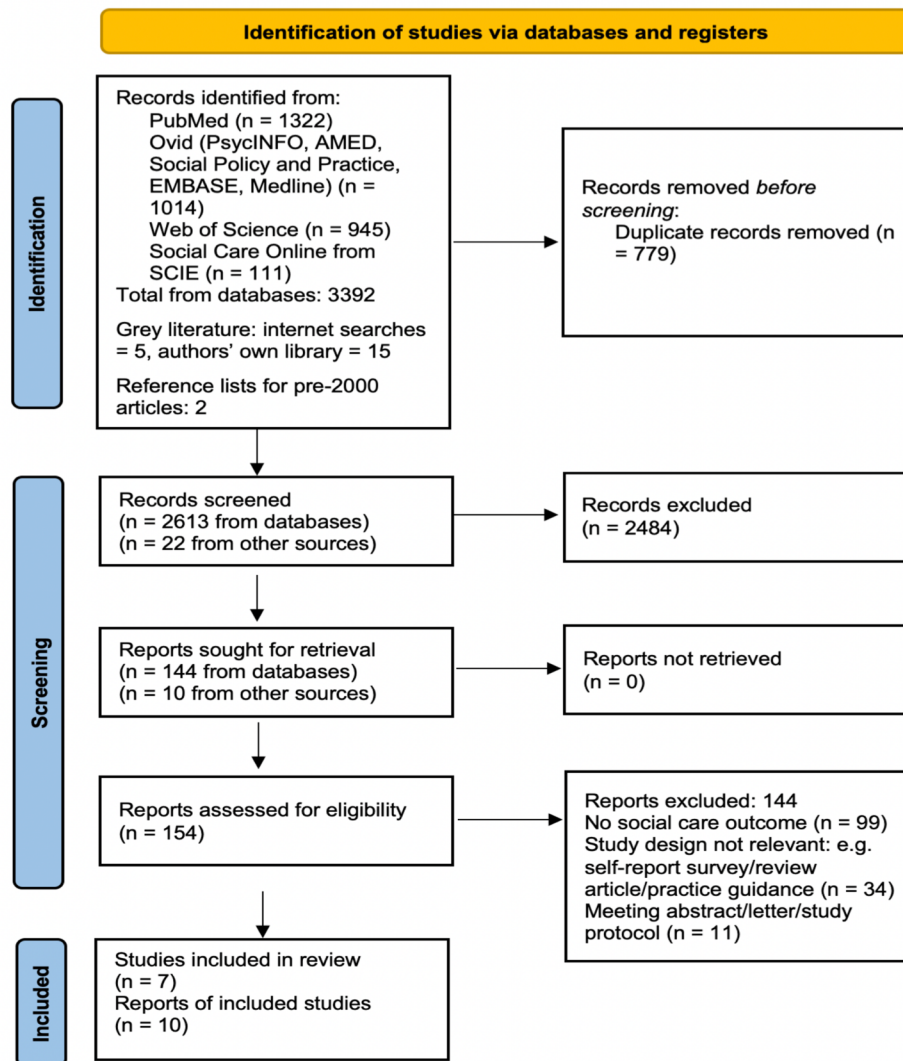 Identification of studies via databases and registers
Identification
Records identified from:
PubMed (n = 1322)
Ovid (PsycINFO, AMED,
Social Policy and Practice,
EMBASE, Medline) (n =
1014)
Web of Science (n = 945)
Social Care Online from
SCIE (n = 111)
Total from databases: 3392
Grey literature: internet searches
= 5, authors’ own library = 15
Reference lists for pre-2000
articles: 2
Records removed before
screening:
Duplicate records removed (n
= 779)
Screening
Records screened
(n = 2613 from databases)
(n = 22 from other sources)
Records excluded
(n = 2484)
Reports sought for retrieval
(n = 144 from databases)
(n = 10 from other sources)
Reports not retrieved
(n = 0)
Reports assessed for eligibility
(n = 154)
Reports excluded: 144
No social care outcome (n = 99)
Study design not relevant: e.g.
self-report survey/review
article/practice guidance (n = 34)
Meeting abstract/letter/study
protocol (n = 11)
Included
Studies included in review
(n = 7)
Reports of included studies
(n = 10)